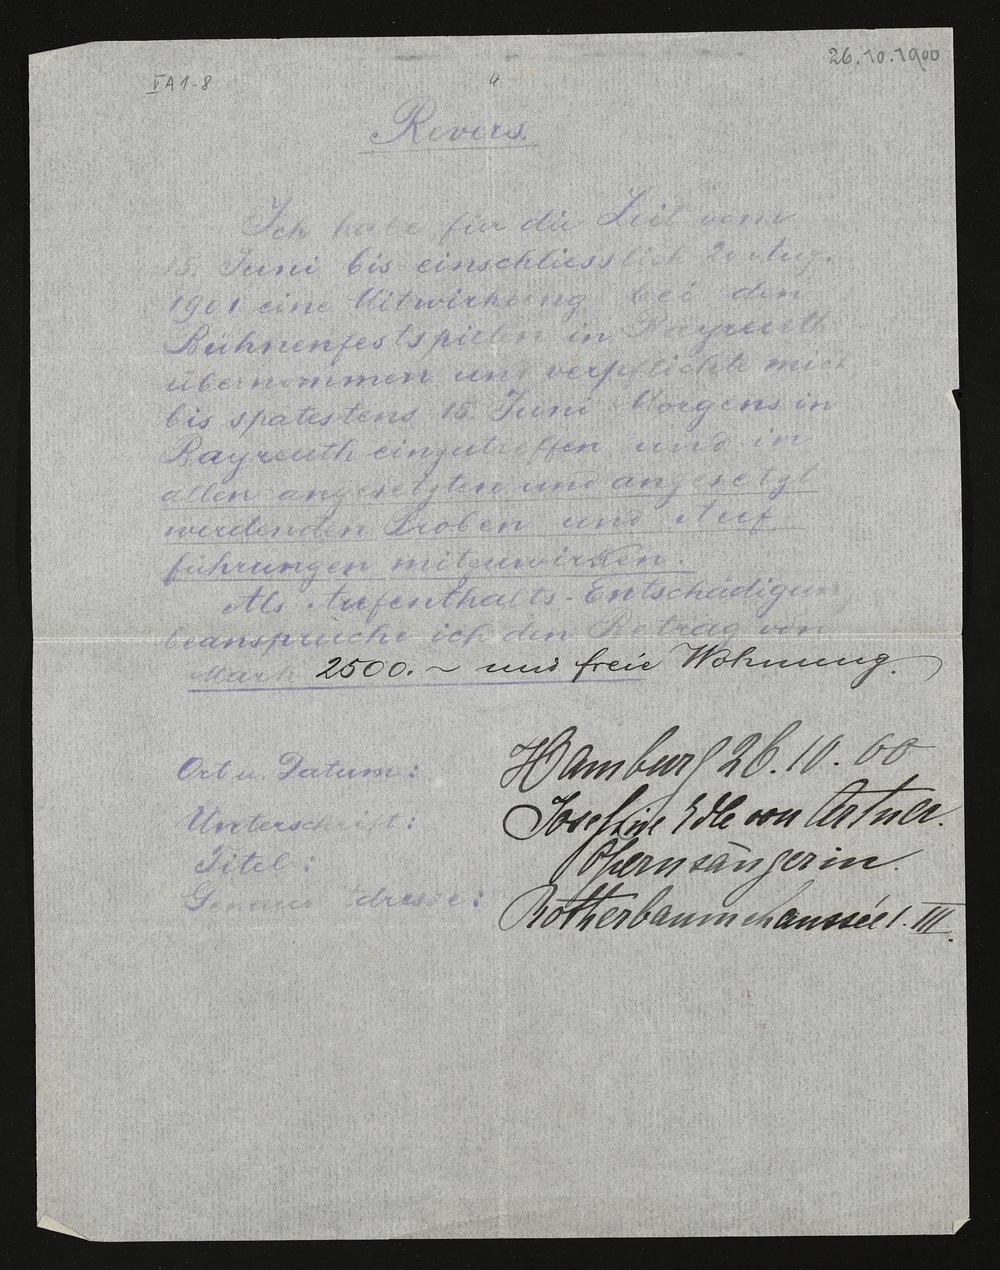 26.10.1900
VA1-8
4
Revers.
Ich habe für die Zeit vom
15. Juni bis einschliesslich 20 Aug.
1901 eine Mitwirkung bei den
Bühnenfestspielen in Bayreuth
übernommen und verpflichte mich
bis spätestens 15. Juni Morgens in
Bayreuth einzutreffen und in
allen angesetzten und angesetzt
werdenden Proben und Auf
führungen mitzuwirken.
Als Aufenthalts-Entschädigung
beanspruche ich den Betrag von
Mark 2500.~ und freie Wohnung.
Ort u. Datum: Hamburg 26.10.00
Unterschrift: Josefine Edle von Artner.
Titel: Opernsängerin.
Genaue Adresse: Rotherbaumchaussée 1. III.